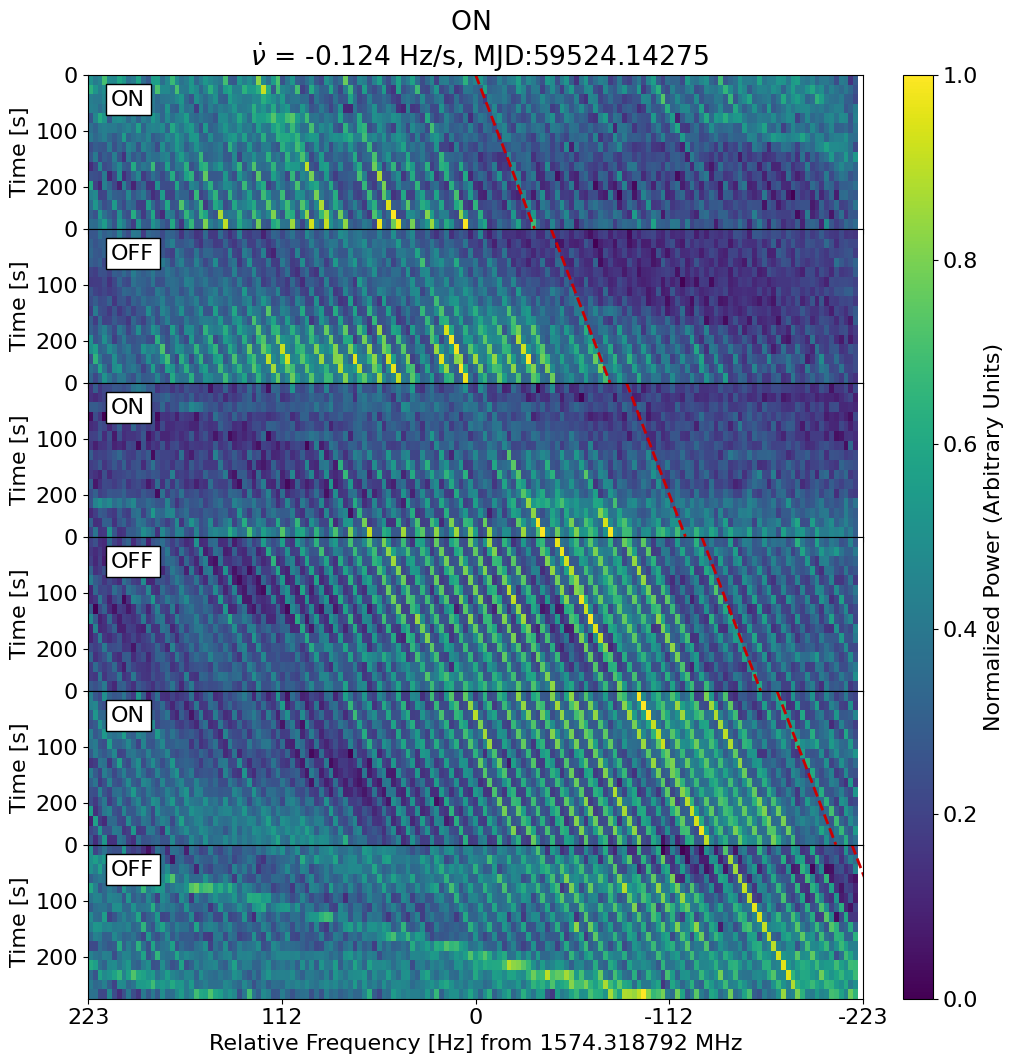 ON
ν̇ = -0.124 Hz/s, MJD:59524.14275
0
ON
100
Time [s]
200
0
OFF
100
Time [s]
200
0
ON
100
Time [s]
200
0
OFF
100
Time [s]
200
0
ON
100
Time [s]
200
0
OFF
100
Time [s]
200
223 112 0 -112 -223
Relative Frequency [Hz] from 1574.318792 MHz
1.0
0.8
0.6
0.4
0.2
0.0
Normalized Power (Arbitrary Units)